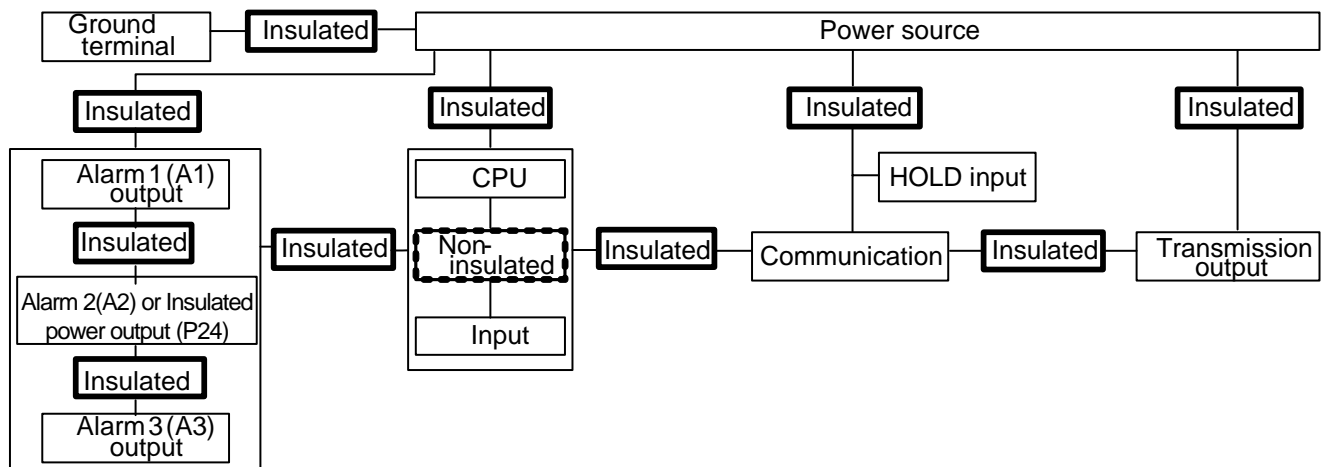 Ground
terminal
Insulated
Power source
Insulated
Insulated
Insulated
Insulated
Alarm 1 (A1)
output
CPU
HOLD input
Insulated
Insulated
Non-
insulated
Insulated
Communication
Insulated
Transmission
output
Alarm 2(A2) or Insulated
power output (P24)
Input
Insulated
Alarm 3 (A3)
output